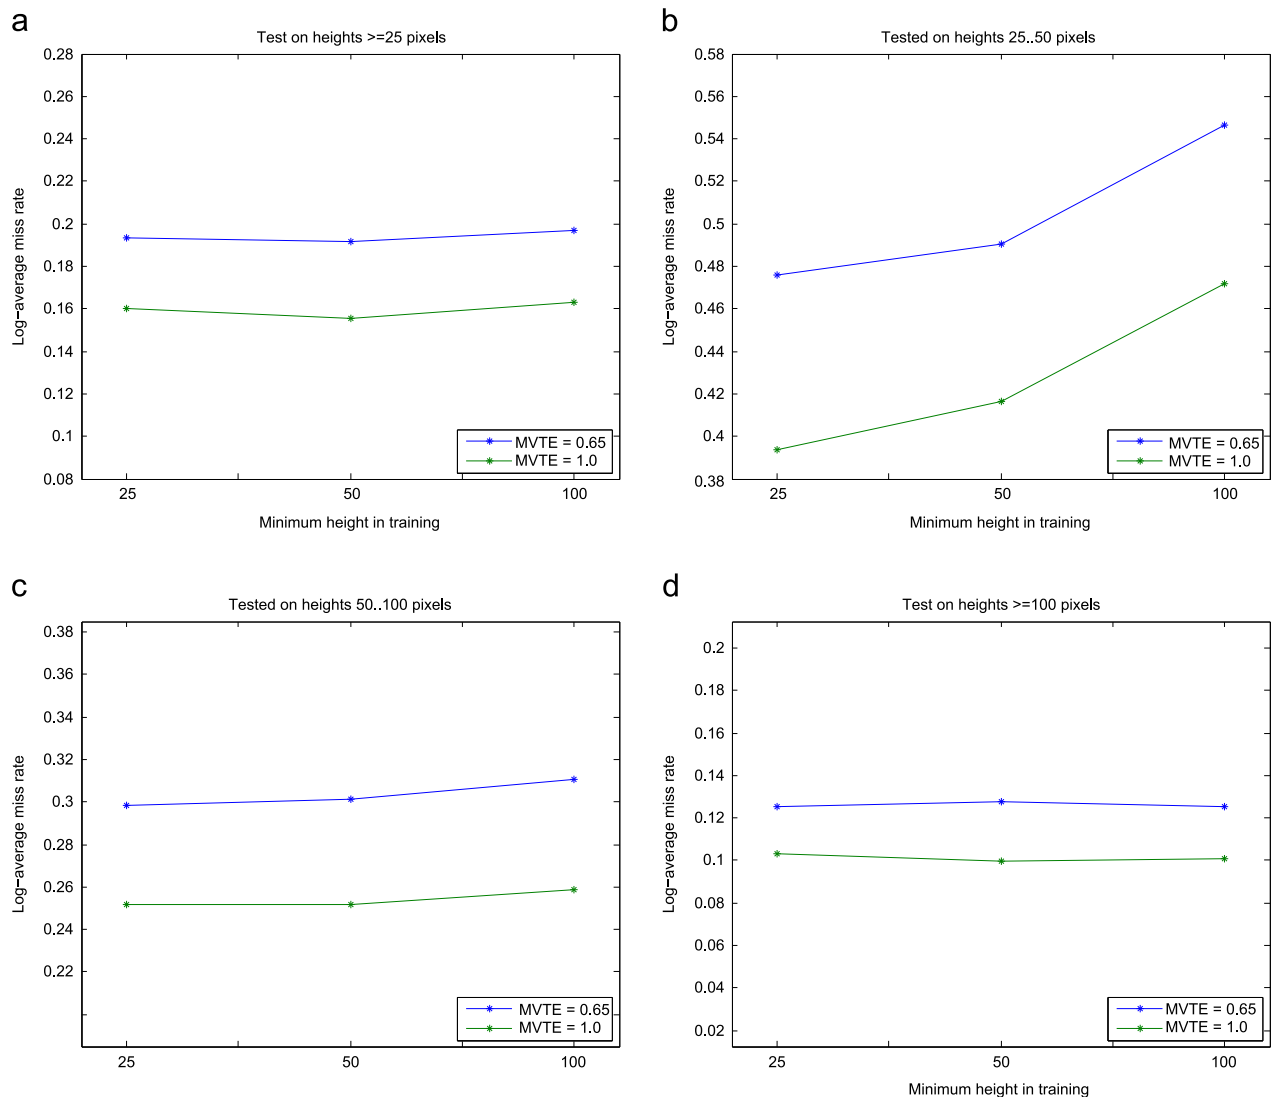 a
Test on heights >=25 pixels
0.28
0.26
0.24
0.22
0.2
0.18
0.16
0.14
0.12
0.1
0.08
Log−average miss rate
25
50
100
Minimum height in training
MVTE = 0.65
MVTE = 1.0
b
Tested on heights 25..50 pixels
0.58
0.56
0.54
0.52
0.5
0.48
0.46
0.44
0.42
0.4
0.38
Log−average miss rate
25
50
100
Minimum height in training
MVTE = 0.65
MVTE = 1.0
c
Tested on heights 50..100 pixels
0.38
0.36
0.34
0.32
0.3
0.28
0.26
0.24
0.22
Log−average miss rate
25
50
100
MVTE = 0.65
MVTE = 1.0
d
Test on heights >=100 pixels
0.2
0.18
0.16
0.14
0.12
0.1
0.08
0.06
0.04
0.02
Log−average miss rate
25
50
100
Minimum height in training
MVTE = 0.65
MVTE = 1.0